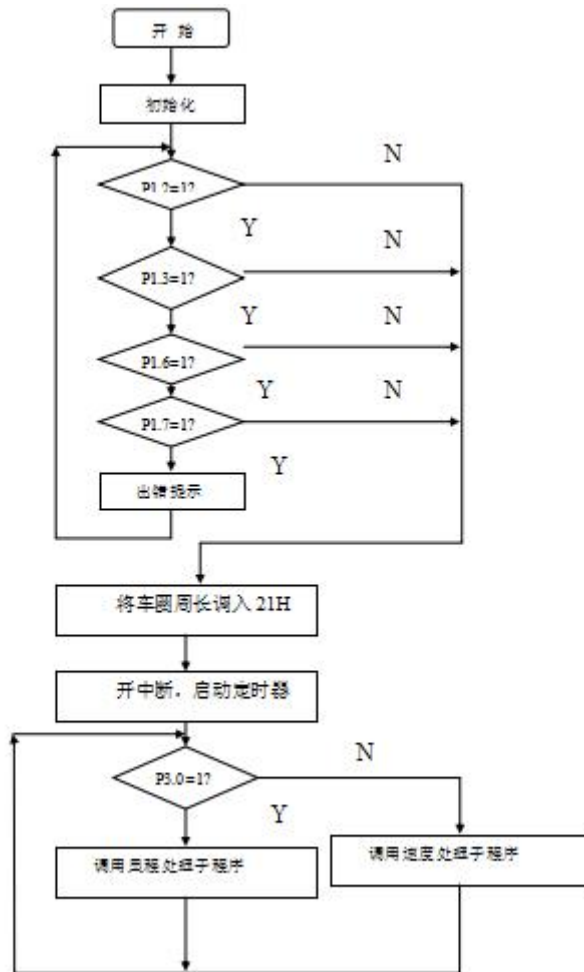 开 始
初始化
N
P1.2=1?
Y
N
P1.3=1?
Y
N
P1.6=1?
Y
N
P1.7=1?
Y
出错提示
将车圈周长调入 21H
开中断，启动定时器
N
P3.0=1?
Y
调用里程处理子程序
调用速度处理子程序